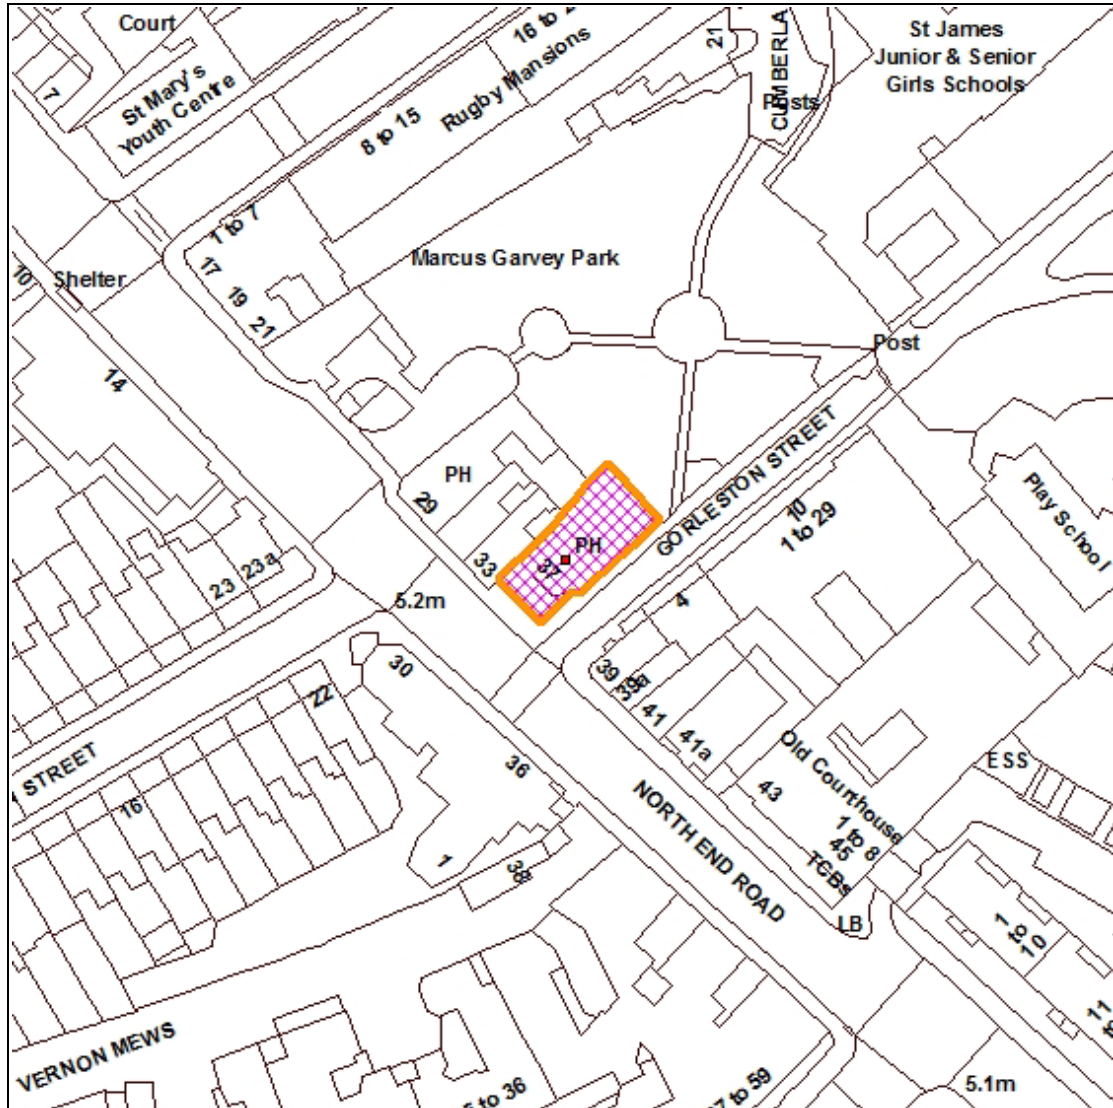 Court
16 to
21
CUMBERLA
St James
Junior & Senior
Girls Schools
St Mary's
Youth Centre
Rugby Mansions
Posts
7
8 to 15
1 to 7
17
19
21
10
Shelter
Marcus Garvey Park
Post
14
PH
29
GORLESTON STREET
10
1 to 29
Play School
PH
37
33
23
23a
5.2m
4
30
39
39a
41
41a
22
STREET
16
36
NORTH END ROAD
Old Courthouse
1 to 8
43
45
TCBs
ESS
1
38
LB
1
to
10
11
VERNON MEWS
to 36
7 to 59
5.1m